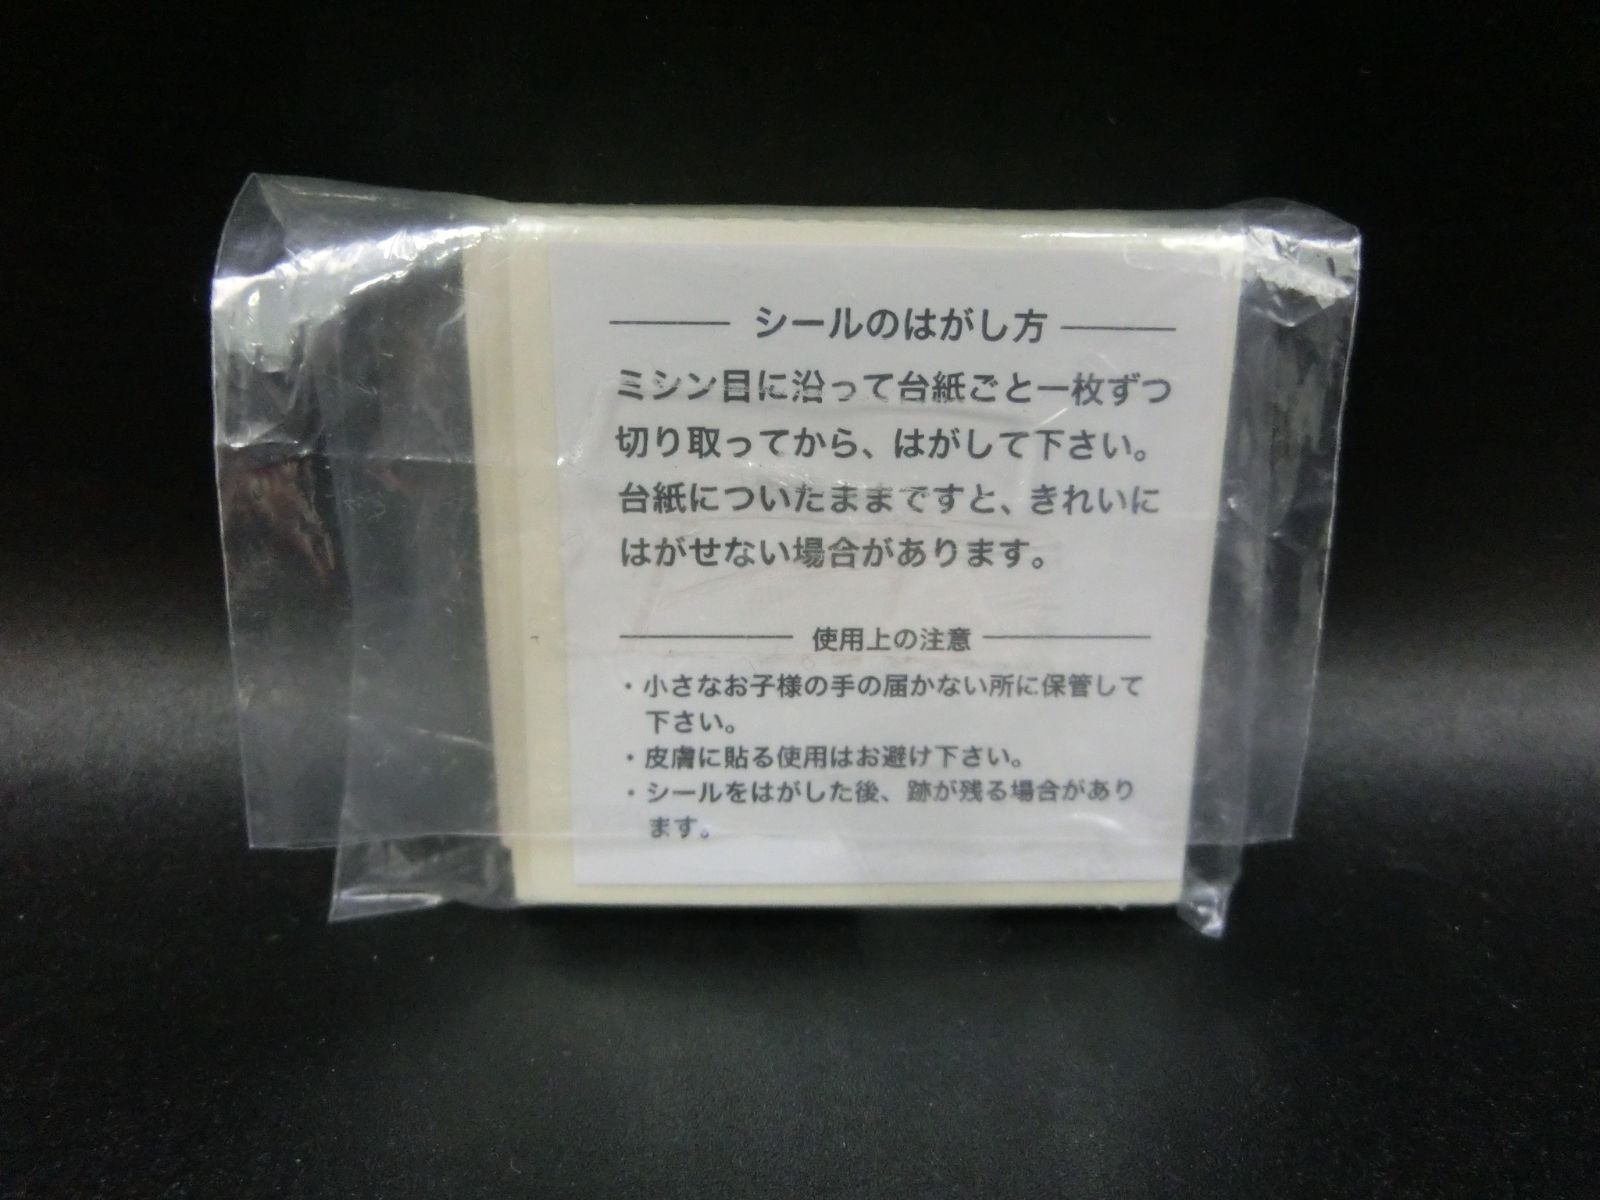 シールのはがし方
ミシン目に沿って台紙ごと一枚ずつ
切り取ってから、はがして下さい。
台紙についたままですと、きれいに
はがせない場合があります。
使用上の注意
・小さなお子様の手の届かない所に保管して
下さい。
・皮膚に貼る使用はお避け下さい。
・シールをはがした後、跡が残る場合があり
ます。